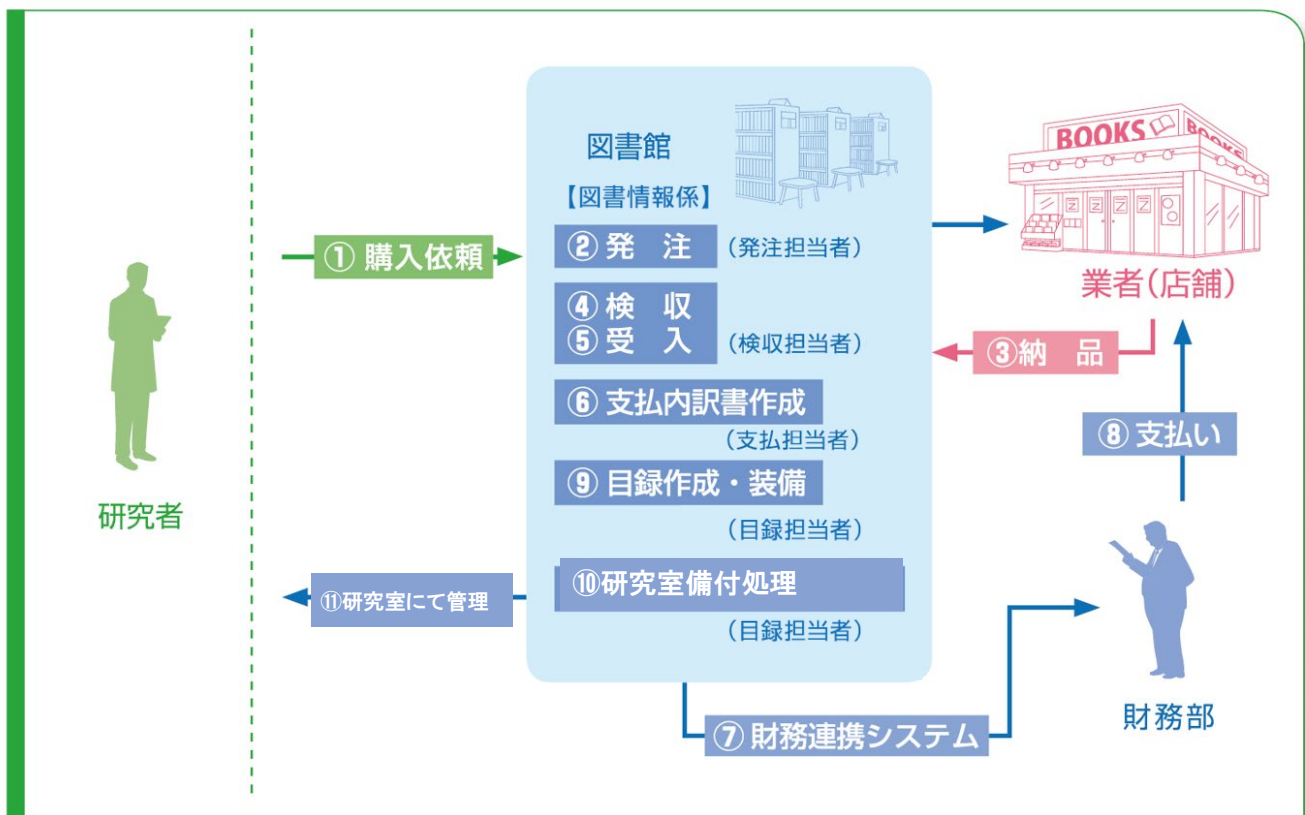 図書館
【図書情報係】
BOOKS
BOOKS
① 購入依頼
② 発　注
（発注担当者）
業者（店舗）
③納　品
④ 検　収
⑤ 受　入
（検収担当者）
⑥ 支払内訳書作成
（支払担当者）
⑧ 支払い
⑨ 目録作成・装備
（目録担当者）
研究者
⑩研究室備付処理
（目録担当者）
⑪研究室にて管理
⑦ 財務連携システム
財務部